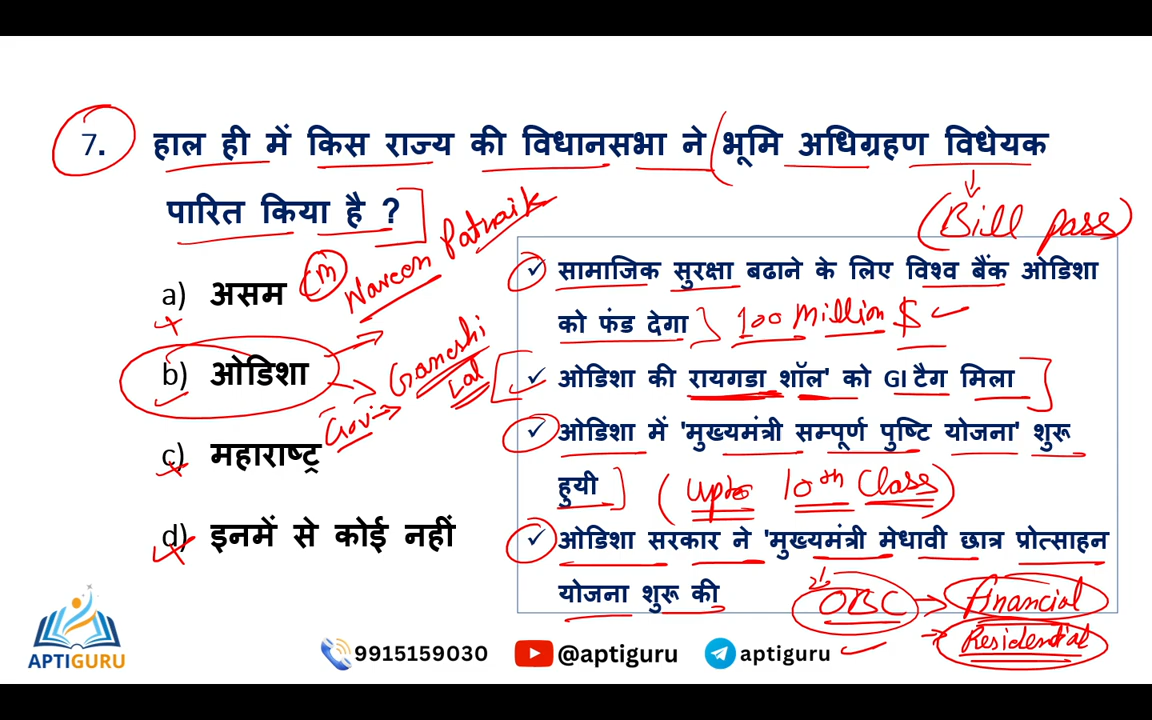 7. हाल ही में किस राज्य की विधानसभा ने भूमि अधिग्रहण विधेयक
पारित किया है ?
(Bill pass)
a) असम
CM
Naveen Patnaik
b) ओडिशा
Ganeshi
Lal
Gov
c) महाराष्ट्र
d) इनमें से कोई नहीं
✓ सामाजिक सुरक्षा बढाने के लिए विश्व बैंक ओडिशा
को फंड देगा } 100 Million $
✓ ओडिशा की रायगडा शॉल' को GI टैग मिला
✓ ओडिशा में 'मुख्यमंत्री सम्पूर्ण पुष्टि योजना' शुरू
हुयी (upto 10th Class)
✓ ओडिशा सरकार ने 'मुख्यमंत्री मेधावी छात्र प्रोत्साहन
योजना शुरू की
OBC → financial
→ Residential
APTIGURU
9915159030 @aptiguru aptiguru